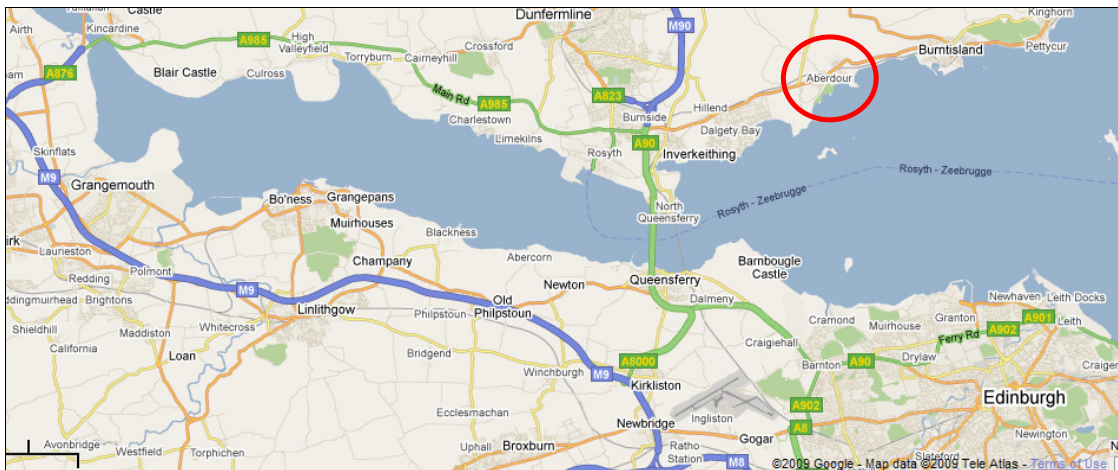 Tulliallan
Castle
Kincardine
Airth
A876
Blair Castle
A985
High
Valleyfield
Culross
Torryburn
Cairneyhill
Crossford
Dunfermline
M90
Main Rd
A985
Charlestown
Limekilns
A823
Burnside
Rosyth
A90
Inverkeithing
Hillend
Dalgety Bay
Aberdour
Burntisland
Kinghorn
Pettycur
Skinflats
M9
Grangemouth
Bo'ness
Grangepans
Muirhouses
Blackness
Abercorn
North
Queensferry
Rosyth - Zeebrugge
Rosyth - Zeebrugge
Laurieston
Redding
Polmont
Brightons
Shieldhill
Maddiston
California
Whitecross
Loan
M9
Linlithgow
Champany
Philpstoun
Old
Philpstoun
Newton
Queensferry
Dalmeny
Barnbougle
Castle
Cramond
Muirhouse
Granton
Newhaven
Leith Docks
A901
Leith
A902
Ferry Rd
Drylaw
Craigiehall
Barnton
A90
Edinburgh
Bridgend
Winchburgh
A8000
M9
Kirkliston
Ecclesmachan
Newbridge
Ingliston
A902
A8
Gogar
Avonbridge
Westfield
Torphichen
Uphall
Broxburn
Ratho
Station
M8
Slateford
Newington
©2009 Google - Map data ©2009 Tele Atlas - Terms of Use